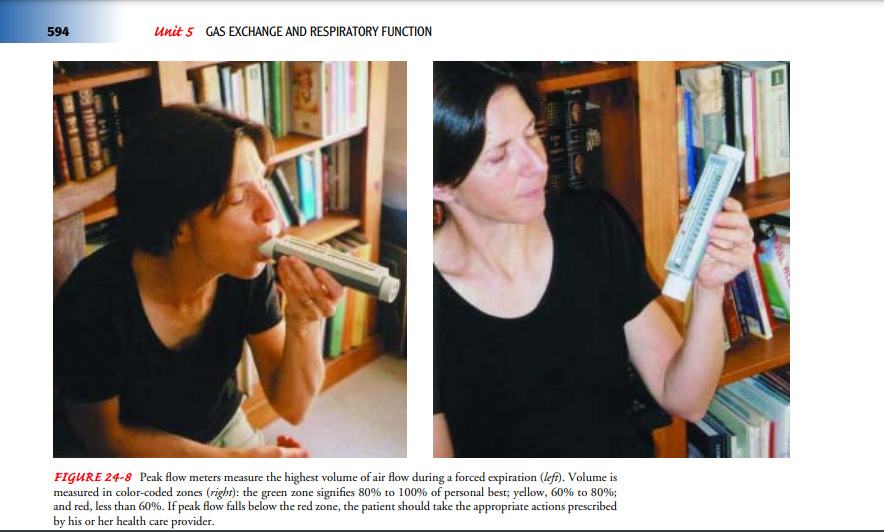 594
Unit 5 GAS EXCHANGE AND RESPIRATORY FUNCTION
FIGURE 24-8 Peak flow meters measure the highest volume of air flow during a forced expiration (left). Volume is
measured in color-coded zones (right): the green zone signifies 80% to 100% of personal best; yellow, 60% to 80%;
and red, less than 60%. If peak flow falls below the red zone, the patient should take the appropriate actions prescribed
by his or her health care provider.